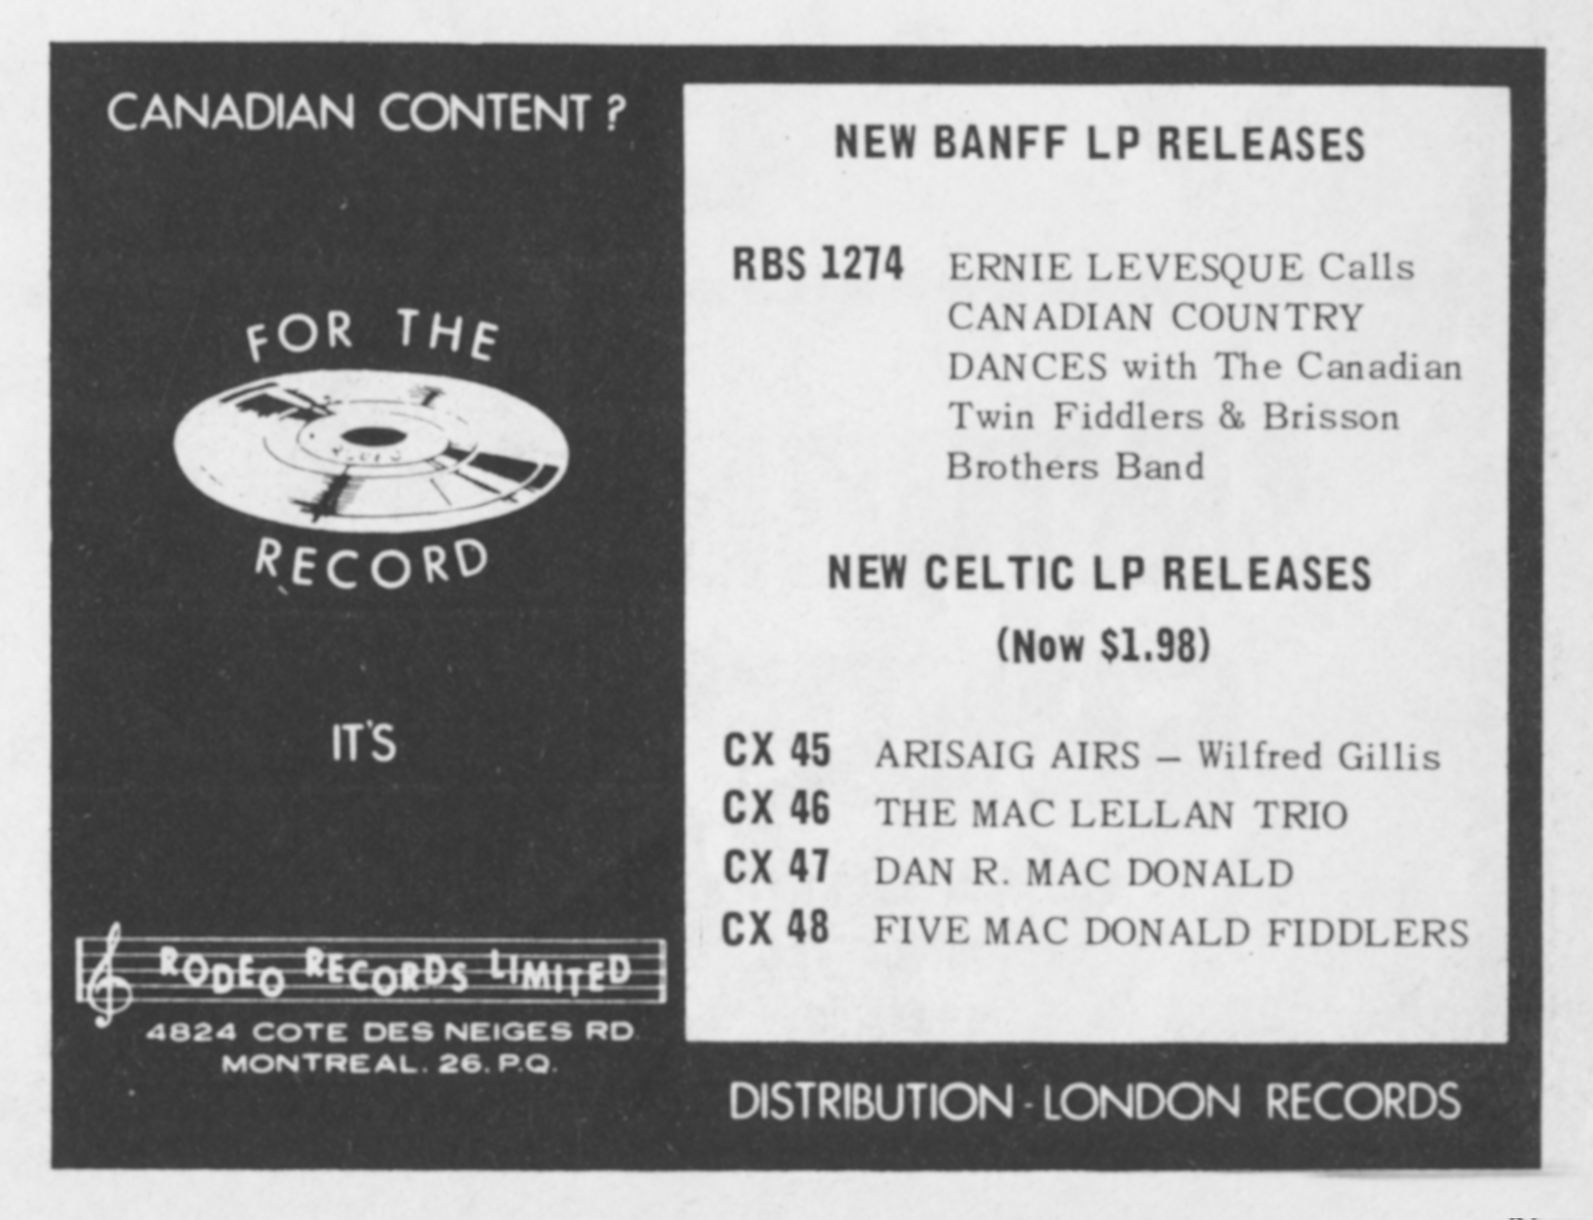 CANADIAN CONTENT?
FOR THE
RECORD
IT'S
RODEO RECORDS LIMITED
4824 COTE DES NEIGES RD.
MONTREAL. 26. P.Q.
NEW BANFF LP RELEASES
RBS 1274 ERNIE LEVESQUE Calls
CANADIAN COUNTRY
DANCES with The Canadian
Twin Fiddlers & Brisson
Brothers Band
NEW CELTIC LP RELEASES
(Now $1.98)
CX 45 ARISAIG AIRS — Wilfred Gillis
CX 46 THE MAC LELLAN TRIO
CX 47 DAN R. MAC DONALD
CX 48 FIVE MAC DONALD FIDDLERS
DISTRIBUTION - LONDON RECORDS